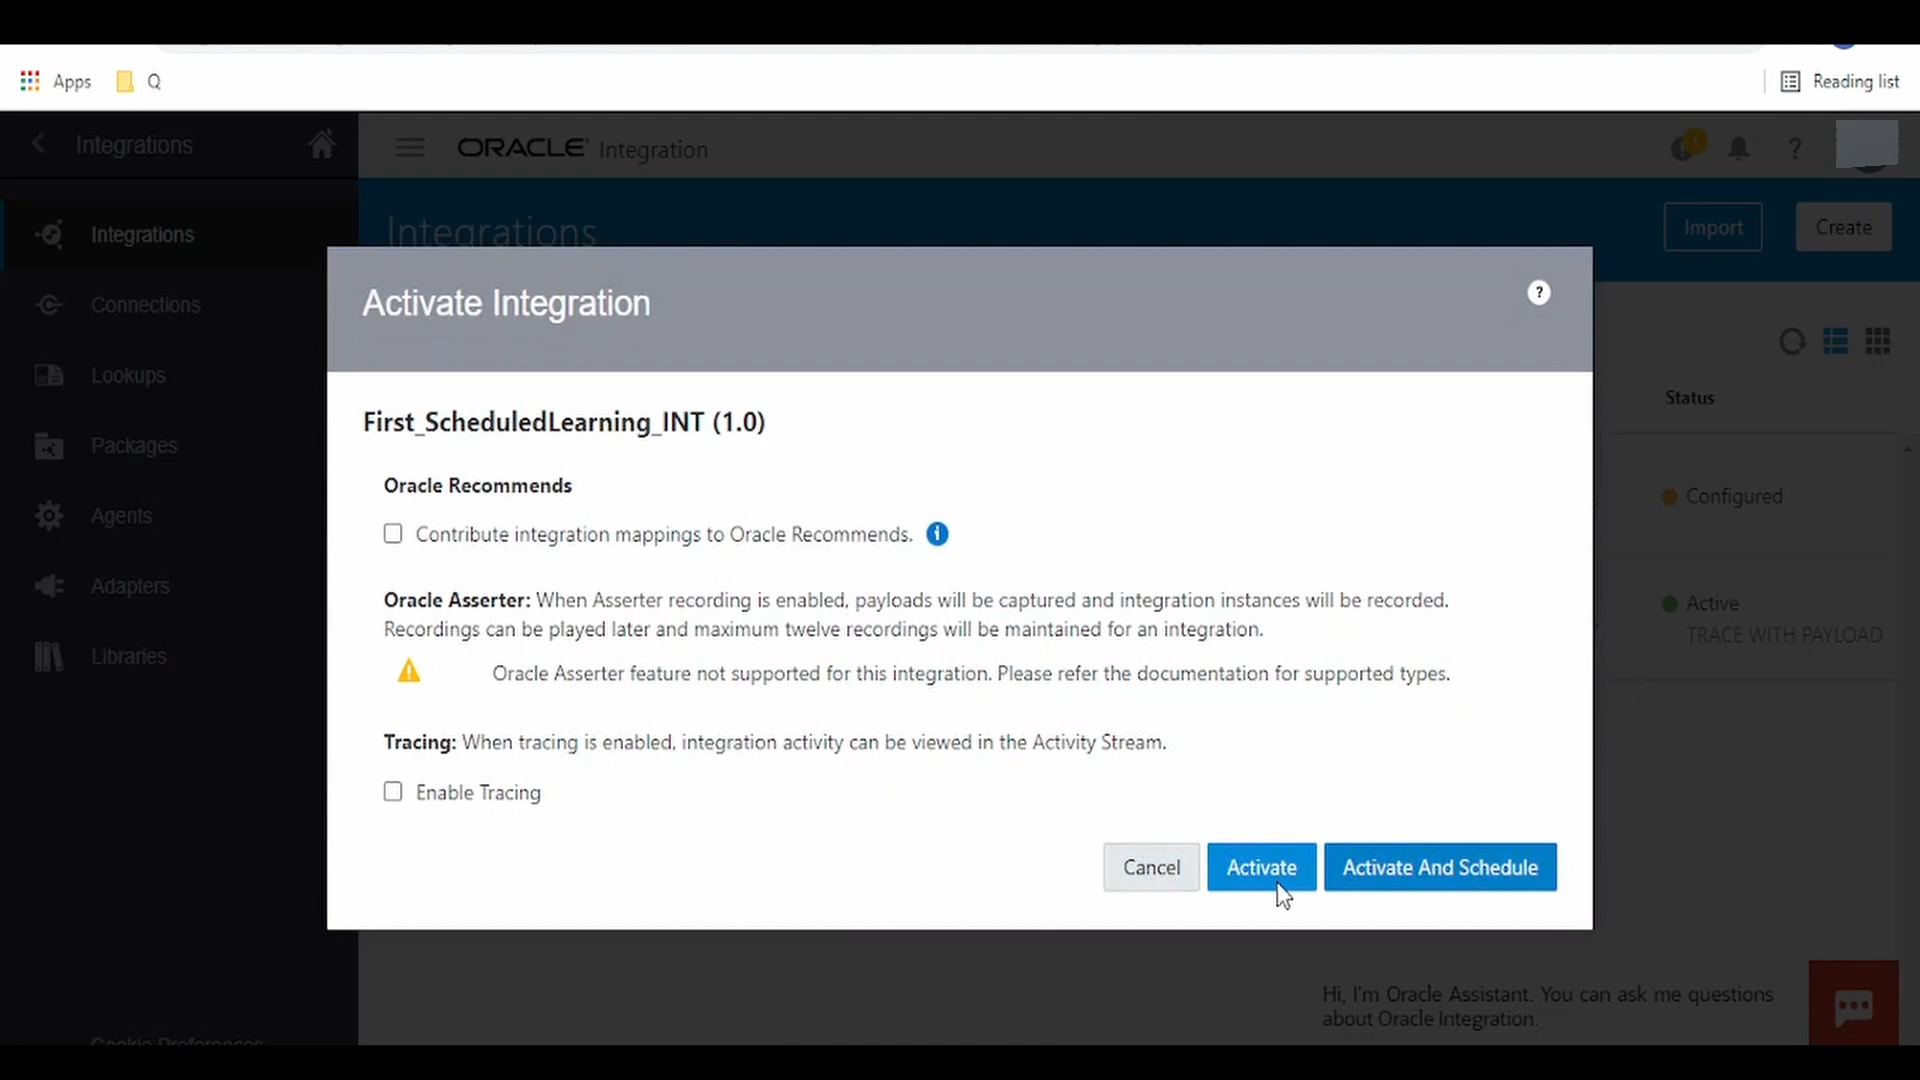 Apps
Q
Reading list
Integrations
ORACLE Integration
1
?
Integrations
Import
Create
Integrations
Connections
Lookups
Packages
Agents
Adapters
Libraries
Activate Integration
?
Status
First_ScheduledLearning_INT (1.0)
Oracle Recommends
Contribute integration mappings to Oracle Recommends.
Configured
Oracle Asserter: When Asserter recording is enabled, payloads will be captured and integration instances will be recorded.
Recordings can be played later and maximum twelve recordings will be maintained for an integration.
Active
TRACE WITH PAYLOAD
Oracle Asserter feature not supported for this integration. Please refer the documentation for supported types.
Tracing: When tracing is enabled, integration activity can be viewed in the Activity Stream.
Enable Tracing
Cancel
Activate
Activate And Schedule
Hi, I'm Oracle Assistant. You can ask me questions
about Oracle Integration.
Cookie Preferences